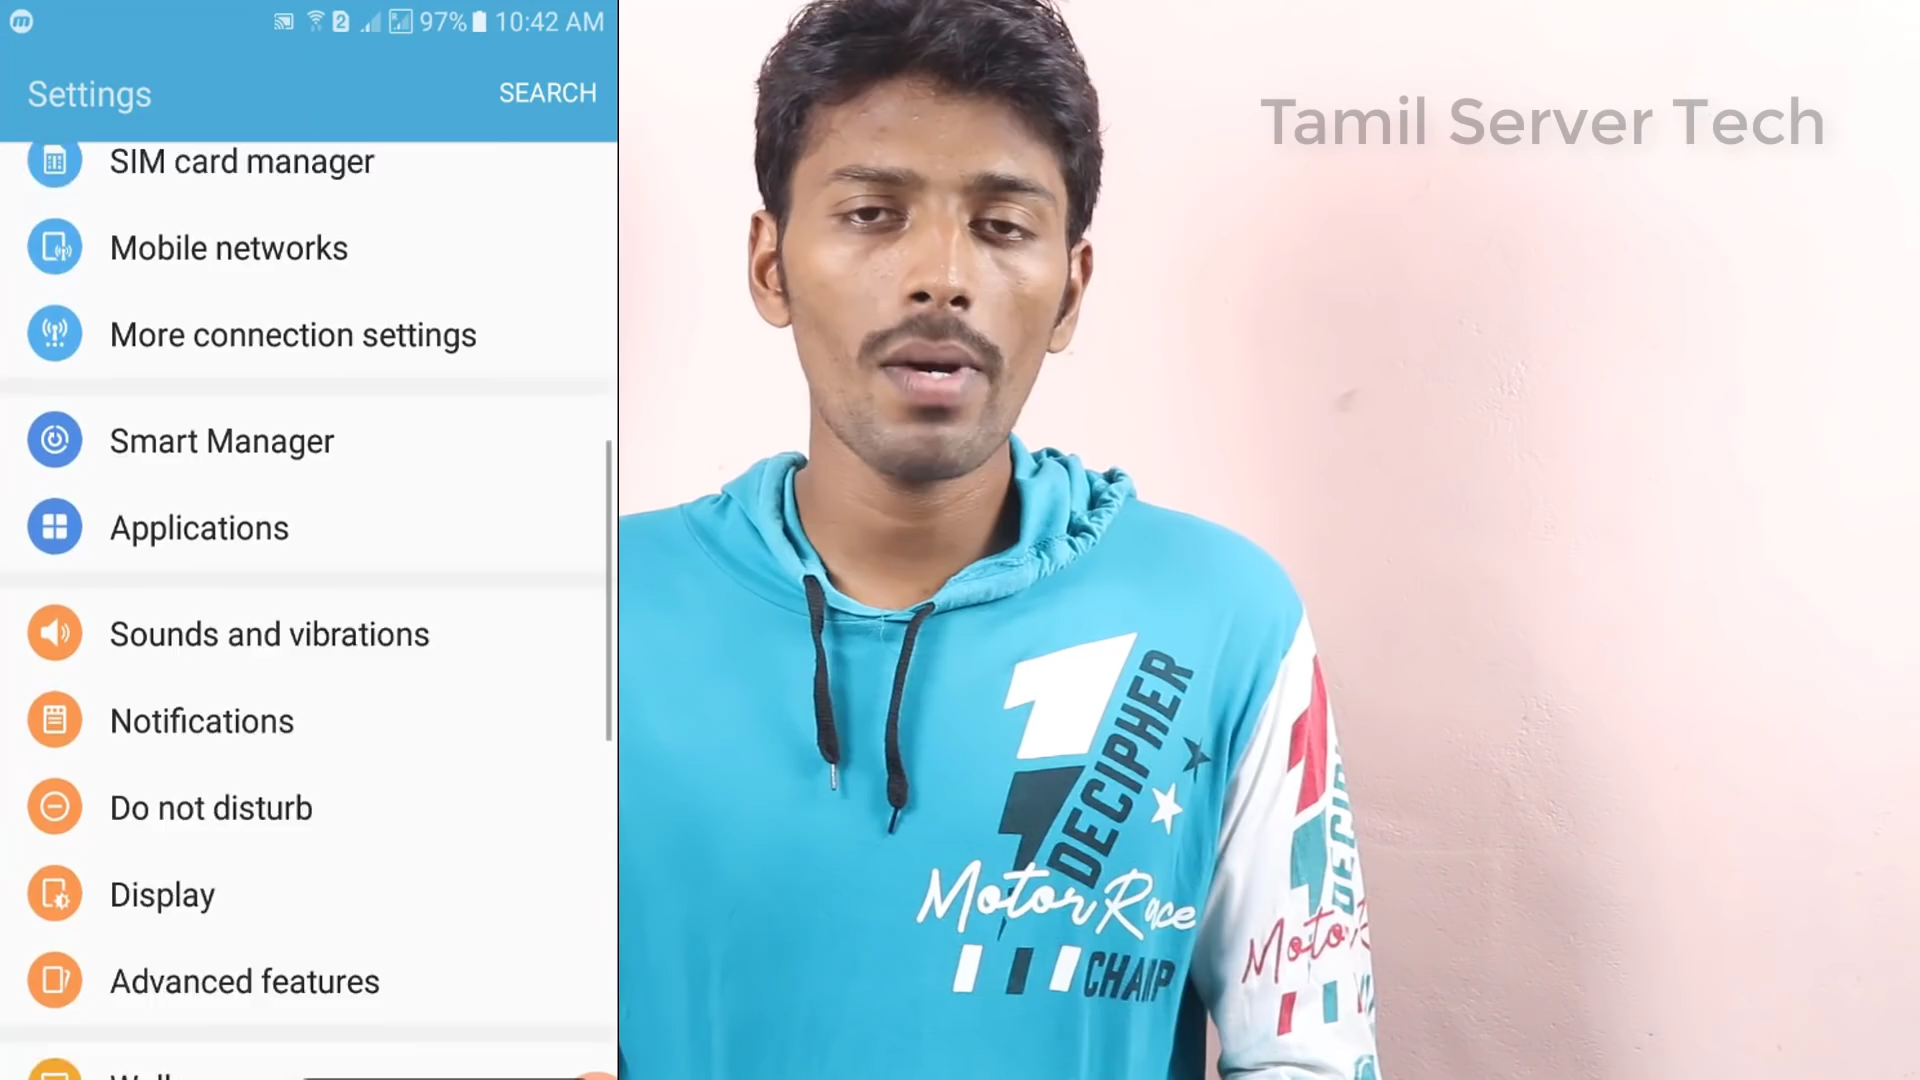 97% 10:42 AM
Settings
SEARCH
SIM card manager
Mobile networks
More connection settings
Smart Manager
Applications
Sounds and vibrations
Notifications
Do not disturb
Display
Advanced features
Tamil Server Tech
1
DECIPHER
Motor Race
CHAMP